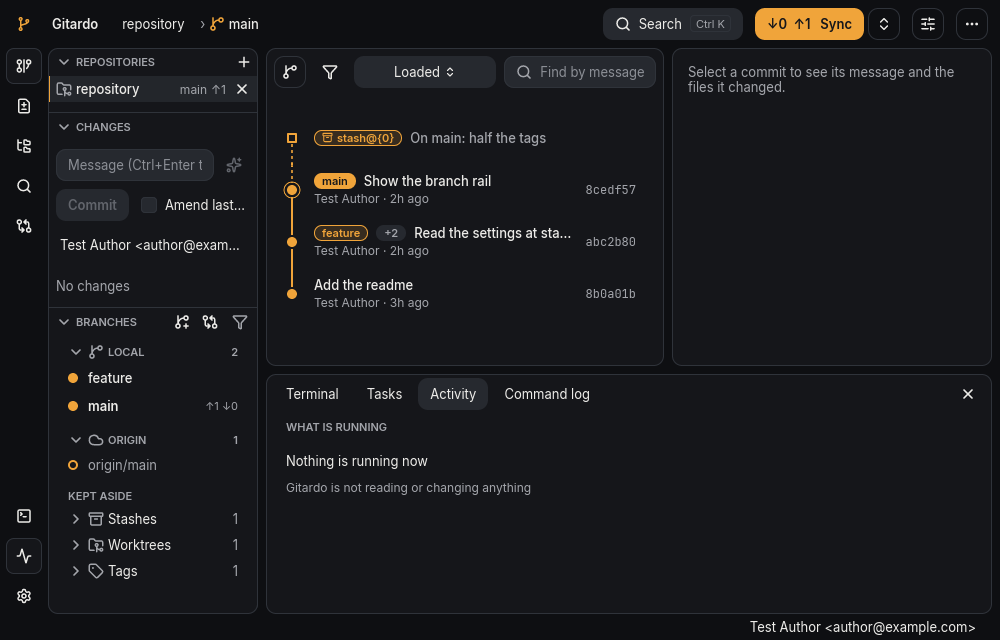 Gitardo repository › main
Search Ctrl K
↓0 ↑1 Sync
REPOSITORIES
repository main ↑1
CHANGES
Message (Ctrl+Enter t
Commit
Amend last...
Test Author <author@exam...
No changes
BRANCHES
LOCAL 2
feature
main ↑1 ↓0
ORIGIN 1
origin/main
KEPT ASIDE
Stashes 1
Worktrees 1
Tags 1
Loaded
Find by message
stash@{0} On main: half the tags
main Show the branch rail
Test Author · 2h ago
8cedf57
feature +2 Read the settings at sta...
Test Author · 2h ago
abc2b80
Add the readme
Test Author · 3h ago
8b0a01b
Select a commit to see its message and the
files it changed.
Terminal Tasks Activity Command log
WHAT IS RUNNING
Nothing is running now
Gitardo is not reading or changing anything
Test Author <author@example.com>